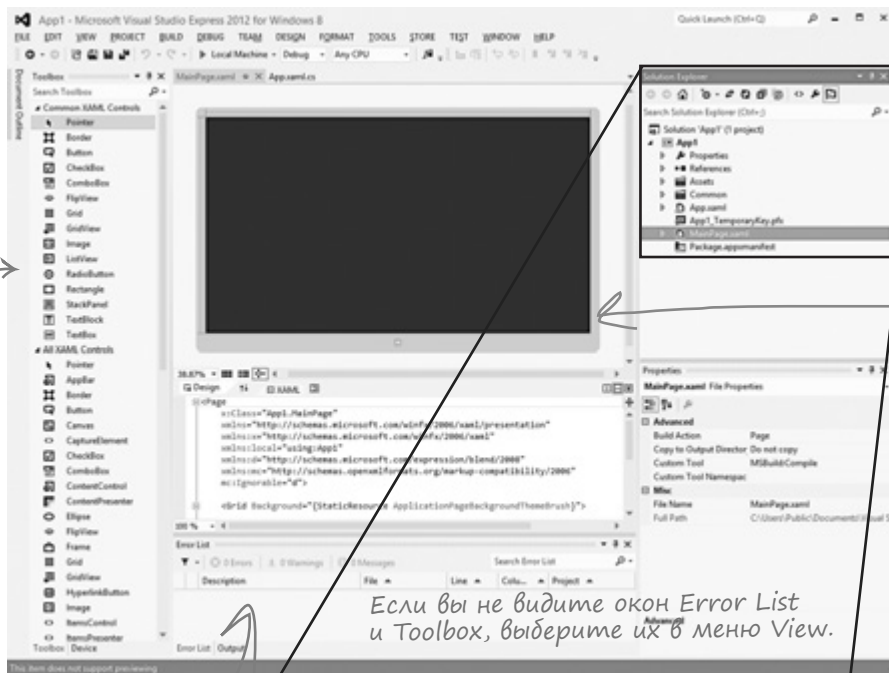 App1 - Microsoft Visual Studio Express 2012 for Windows 8
Quick Launch (Ctrl+Q)
FILE EDIT VIEW PROJECT BUILD DEBUG TEAM DESIGN FORMAT TOOLS STORE TEST WINDOW HELP
Local Machine
Debug
Any CPU
Document Outline
Toolbox
Search Toolbox
Common XAML Controls
Pointer
Border
Button
CheckBox
ComboBox
FlipView
Grid
GridView
Image
ListView
RadioButton
Rectangle
StackPanel
TextBlock
TextBox
All XAML Controls
Pointer
AppBar
Border
Button
Canvas
CaptureElement
CheckBox
ComboBox
ContentControl
ContentPresenter
Ellipse
FlipView
Frame
Grid
GridView
HyperlinkButton
Image
ItemsControl
ItemsPresenter
Toolbox Device
MainPage.xaml
App.xaml.cs
38.87%
Design
XAML
<Page
x:Class="App1.MainPage"
xmlns="http://schemas.microsoft.com/winfx/2006/xaml/presentation"
xmlns:x="http://schemas.microsoft.com/winfx/2006/xaml"
xmlns:local="using:App1"
xmlns:d="http://schemas.microsoft.com/expression/blend/2008"
xmlns:mc="http://schemas.openxmlformats.org/markup-compatibility/2006"
mc:Ignorable="d">
<Grid Background="{StaticResource ApplicationPageBackgroundThemeBrush}">
100 %
Error List
0 Errors
0 Warnings
0 Messages
Search Error List
Description
File
Line
Colu...
Project
Если вы не видите окон Error List
и Toolbox, выберите их в меню View.
Error List Output
Solution Explorer
Search Solution Explorer (Ctrl+;)
Solution 'App1' (1 project)
App1
Properties
References
Assets
Common
App.xaml
App1_TemporaryKey.pfx
MainPage.xaml
Package.appxmanifest
Properties
MainPage.xaml File Properties
Advanced
Build Action Page
Copy to Output Director Do not copy
Custom Tool MSBuild:Compile
Custom Tool Namespac
Misc
File Name MainPage.xaml
Full Path C:\Users\Public\Documents\Visual S
Advanced
This item does not support previewing